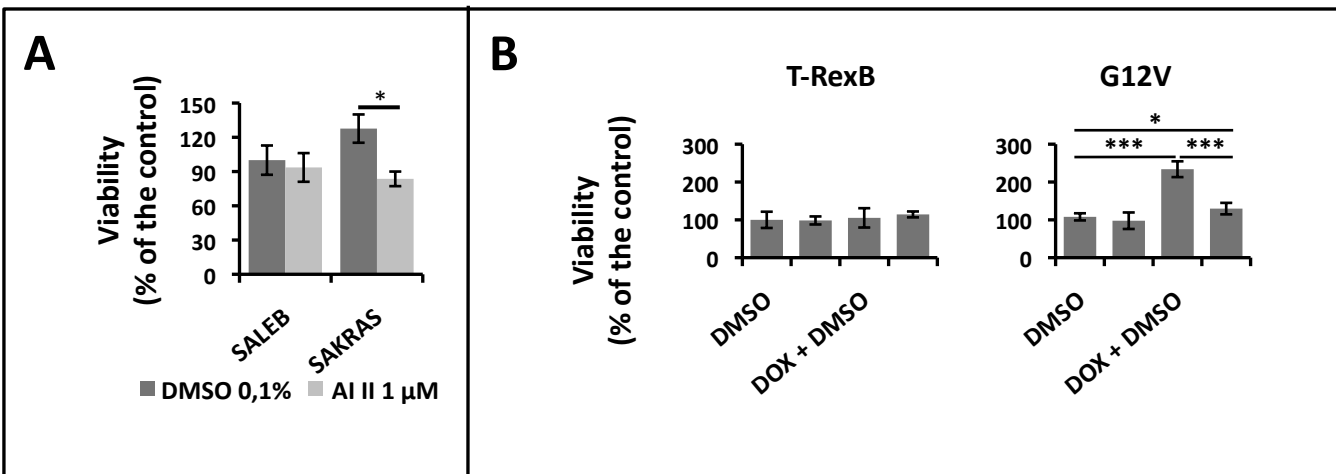 A
Viability
(% of the control)
150
120
90
60
30
0
*
SALEB
SAKRAS
DMSO 0,1%
AI II 1 µM
B
T-RexB
Viability
(% of the control)
300
200
100
0
DMSO
DOX + DMSO
G12V
300
200
100
0
*
***
***
DMSO
DOX + DMSO